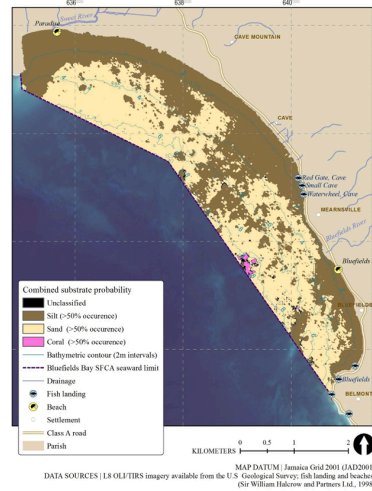 636
638
640
Sweet River
Paradise
CAVE MOUNTAIN
CAVE
Red Gate, Cave
Small Cave
Waterwheel, Cave
MEARNSVILLE
Bluefields River
Bluefields
BLUEFIELDS
Bluefields
BELMONT
Combined substrate probability
Unclassified
Silt (>50% occurence)
Sand (>50% occurence)
Coral (>50% occurence)
Bathymetric contour (2m intervals)
Bluefields Bay SFCA seaward limit
Drainage
Fish landing
Beach
Settlement
Class A road
Parish
KILOMETERS
0 0.5 1 2
MAP DATUM | Jamaica Grid 2001 (JAD2001
DATA SOURCES | L8 OLI/TIRS imagery available from the U.S Geological Survey; fish landing and beaches
(Sir William Halcrow and Partners Ltd., 1998